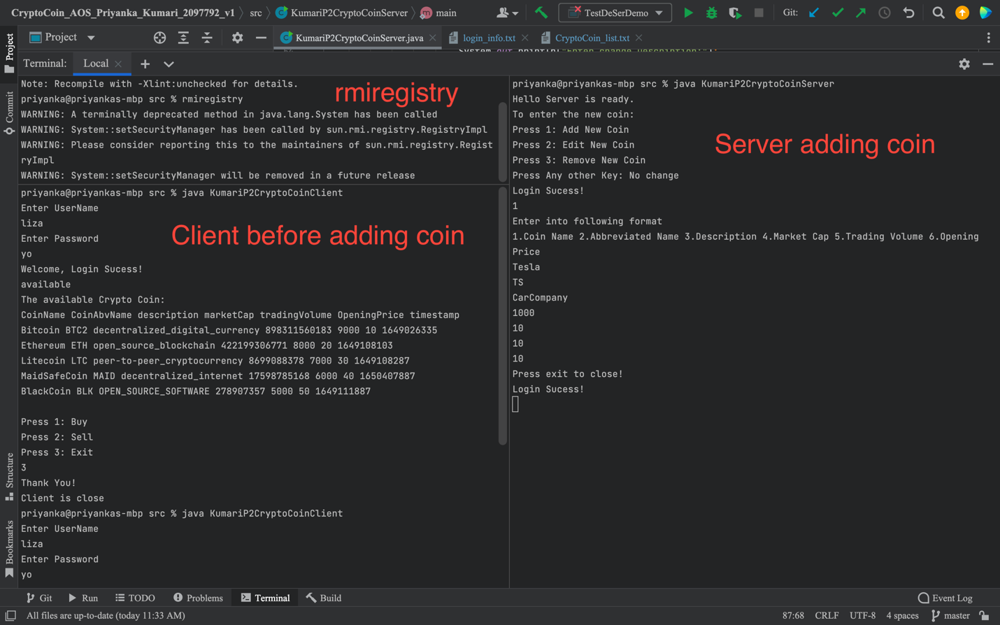 CryptoCoin_AOS_Priyanka_Kumari_2097792_v1 src KumariP2CryptoCoinServer main
TestDeSerDemo
Git:
Project
KumariP2CryptoCoinServer.java login_info.txt CryptoCoin_list.txt
Terminal: Local
Project
Commit
Structure
Bookmarks
Note: Recompile with -Xlint:unchecked for details.
priyanka@priyankas-mbp src % rmiregistry
WARNING: A terminally deprecated method in java.lang.System has been called
WARNING: System::setSecurityManager has been called by sun.rmi.registry.RegistryImpl
WARNING: Please consider reporting this to the maintainers of sun.rmi.registry.Regist
ryImpl
WARNING: System::setSecurityManager will be removed in a future release
rmiregistry
priyanka@priyankas-mbp src % java KumariP2CryptoCoinClient
Enter UserName
liza
Enter Password
yo
Welcome, Login Sucess!
available
The available Crypto Coin:
CoinName CoinAbvName description marketCap tradingVolume OpeningPrice timestamp
Bitcoin BTC2 decentralized_digital_currency 898311560183 9000 10 1649026335
Ethereum ETH open_source_blockchain 422199306771 8000 20 1649108103
Litecoin LTC peer-to-peer_cryptocurrency 8699088378 7000 30 1649108287
MaidSafeCoin MAID decentralized_internet 17598785168 6000 40 1650407887
BlackCoin BLK OPEN_SOURCE_SOFTWARE 278907357 5000 50 1649111887
Press 1: Buy
Press 2: Sell
Press 3: Exit
3
Thank You!
Client is close
priyanka@priyankas-mbp src % java KumariP2CryptoCoinClient
Enter UserName
liza
Enter Password
yo
Client before adding coin
priyanka@priyankas-mbp src % java KumariP2CryptoCoinServer
Hello Server is ready.
To enter the new coin:
Press 1: Add New Coin
Press 2: Edit New Coin
Press 3: Remove New Coin
Press Any other Key: No change
Login Sucess!
1
Enter into following format
1.Coin Name 2.Abbreviated Name 3.Description 4.Market Cap 5.Trading Volume 6.Opening
Price
Tesla
TS
CarCompany
1000
10
10
10
Press exit to close!
Login Sucess!
Server adding coin
Git Run TODO Problems Terminal Build Event Log
All files are up-to-date (today 11:33 AM) 87:68 CRLF UTF-8 4 spaces master